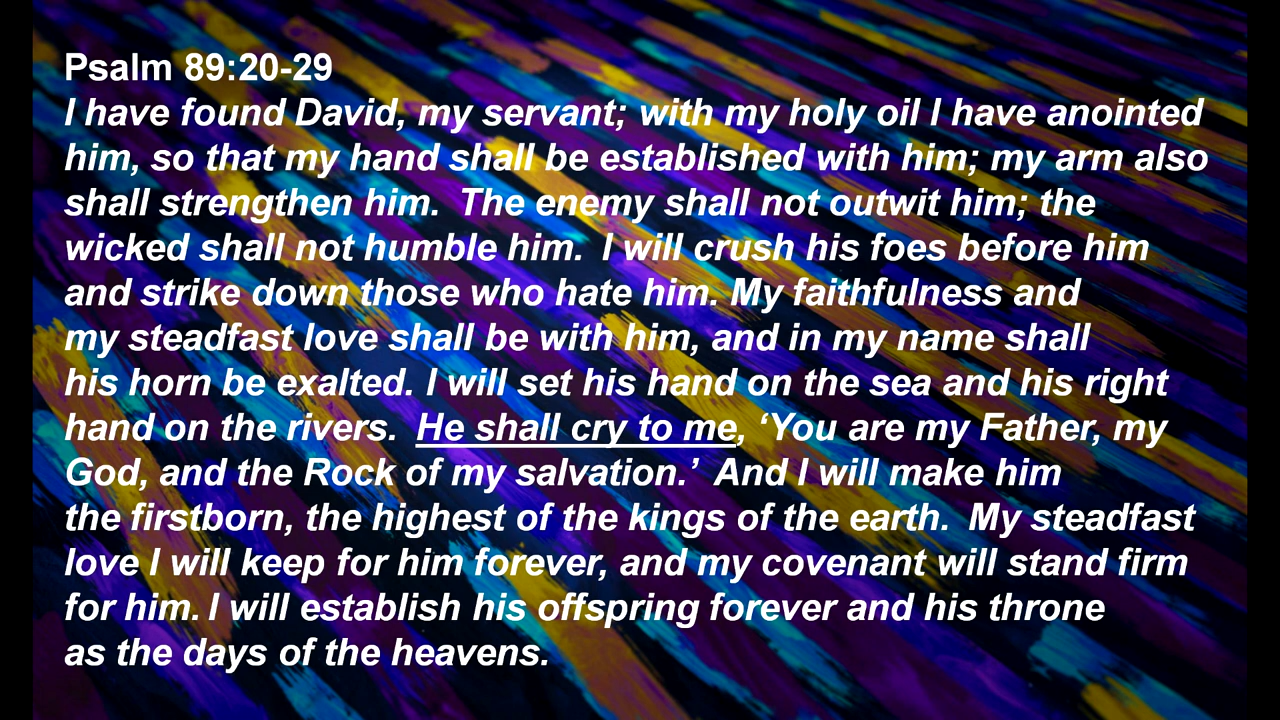 Psalm 89:20-29
I have found David, my servant; with my holy oil I have anointed
him, so that my hand shall be established with him; my arm also
shall strengthen him.  The enemy shall not outwit him; the
wicked shall not humble him.  I will crush his foes before him
and strike down those who hate him. My faithfulness and
my steadfast love shall be with him, and in my name shall
his horn be exalted. I will set his hand on the sea and his right
hand on the rivers.  He shall cry to me, ‘You are my Father, my
God, and the Rock of my salvation.’  And I will make him
the firstborn, the highest of the kings of the earth.  My steadfast
love I will keep for him forever, and my covenant will stand firm
for him. I will establish his offspring forever and his throne
as the days of the heavens.